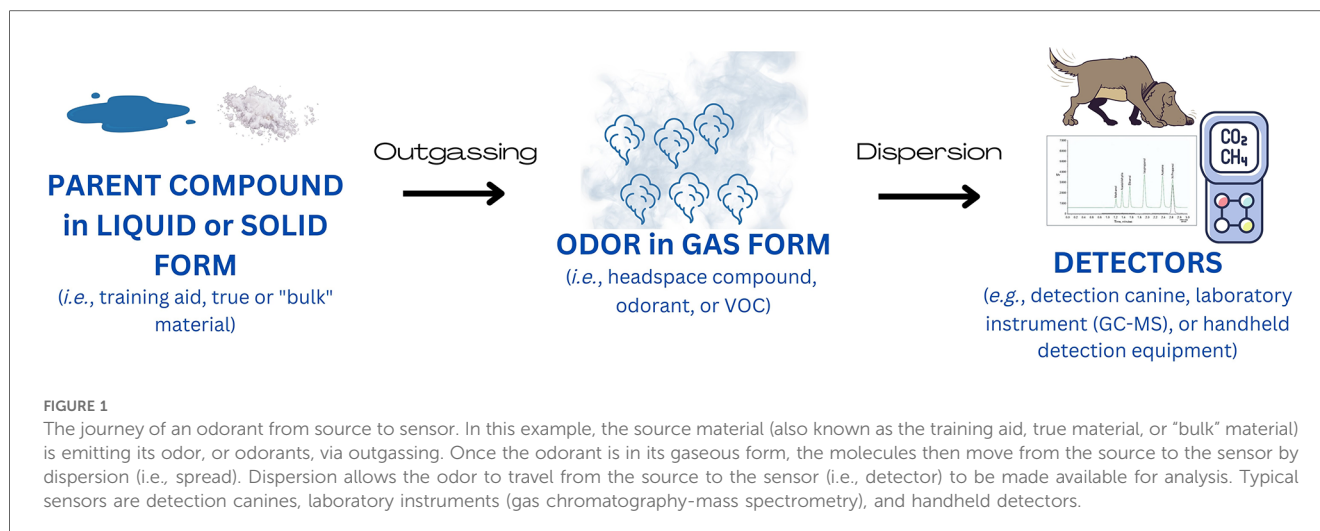 Outgassing
Dispersion
CO₂
CH₄
PARENT COMPOUND
in LIQUID or SOLID
FORM
(i.e., training aid, true or "bulk"
material)
ODOR in GAS FORM
(i.e., headspace compound,
odorant, or VOC)
DETECTORS
(e.g., detection canine, laboratory
instrument (GC-MS), or handheld
detection equipment)
FIGURE 1
The journey of an odorant from source to sensor. In this example, the source material (also known as the training aid, true material, or “bulk” material)
is emitting its odor, or odorants, via outgassing. Once the odorant is in its gaseous form, the molecules then move from the source to the sensor by
dispersion (i.e., spread). Dispersion allows the odor to travel from the source to the sensor (i.e., detector) to be made available for analysis. Typical
sensors are detection canines, laboratory instruments (gas chromatography-mass spectrometry), and handheld detectors.